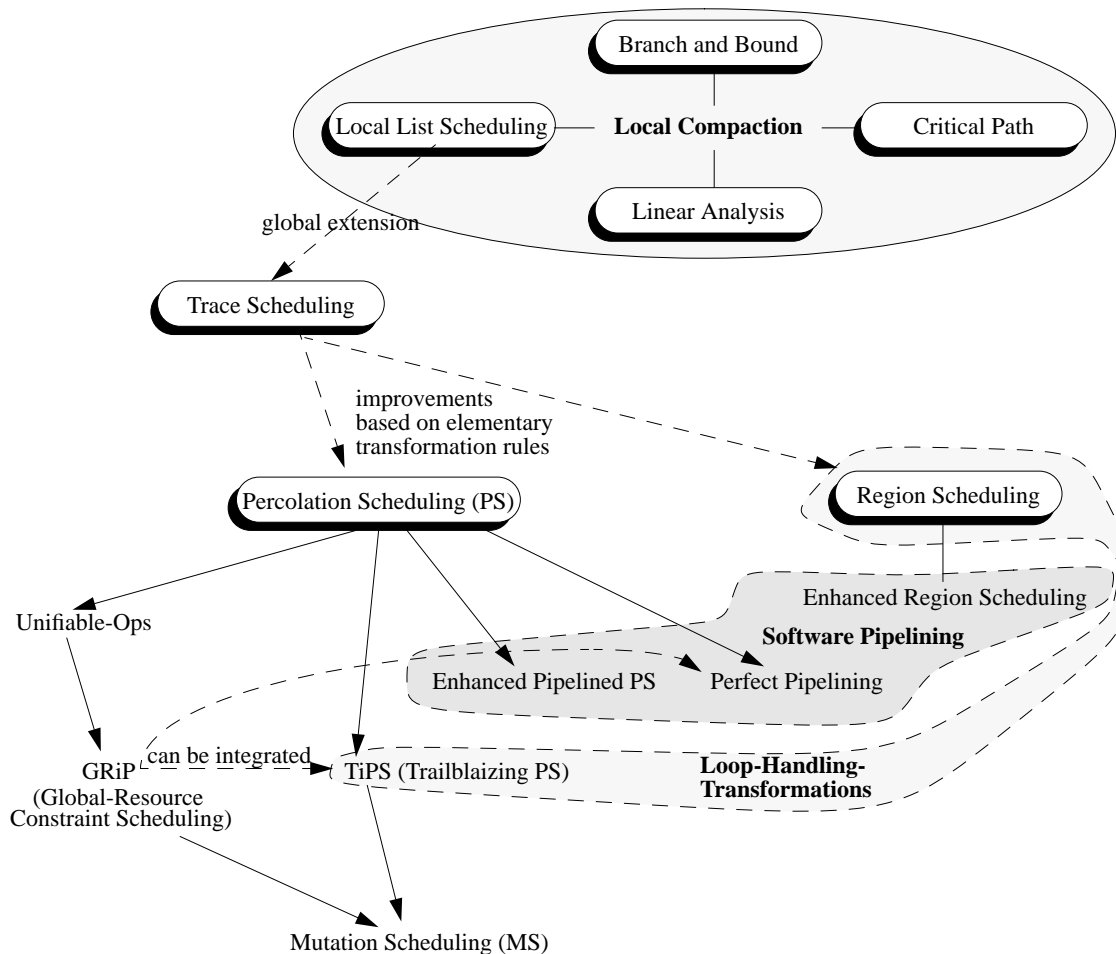 Branch and Bound
Local List Scheduling
Local Compaction
Critical Path
Linear Analysis
global extension
Trace Scheduling
improvements
based on elementary
transformation rules
Percolation Scheduling (PS)
Region Scheduling
Enhanced Region Scheduling
Unifiable-Ops
Software Pipelining
Enhanced Pipelined PS
Perfect Pipelining
can be integrated
GRiP
TiPS (Trailblaizing PS)
Loop-Handling-
Transformations
(Global-Resource
Constraint Scheduling)
Mutation Scheduling (MS)